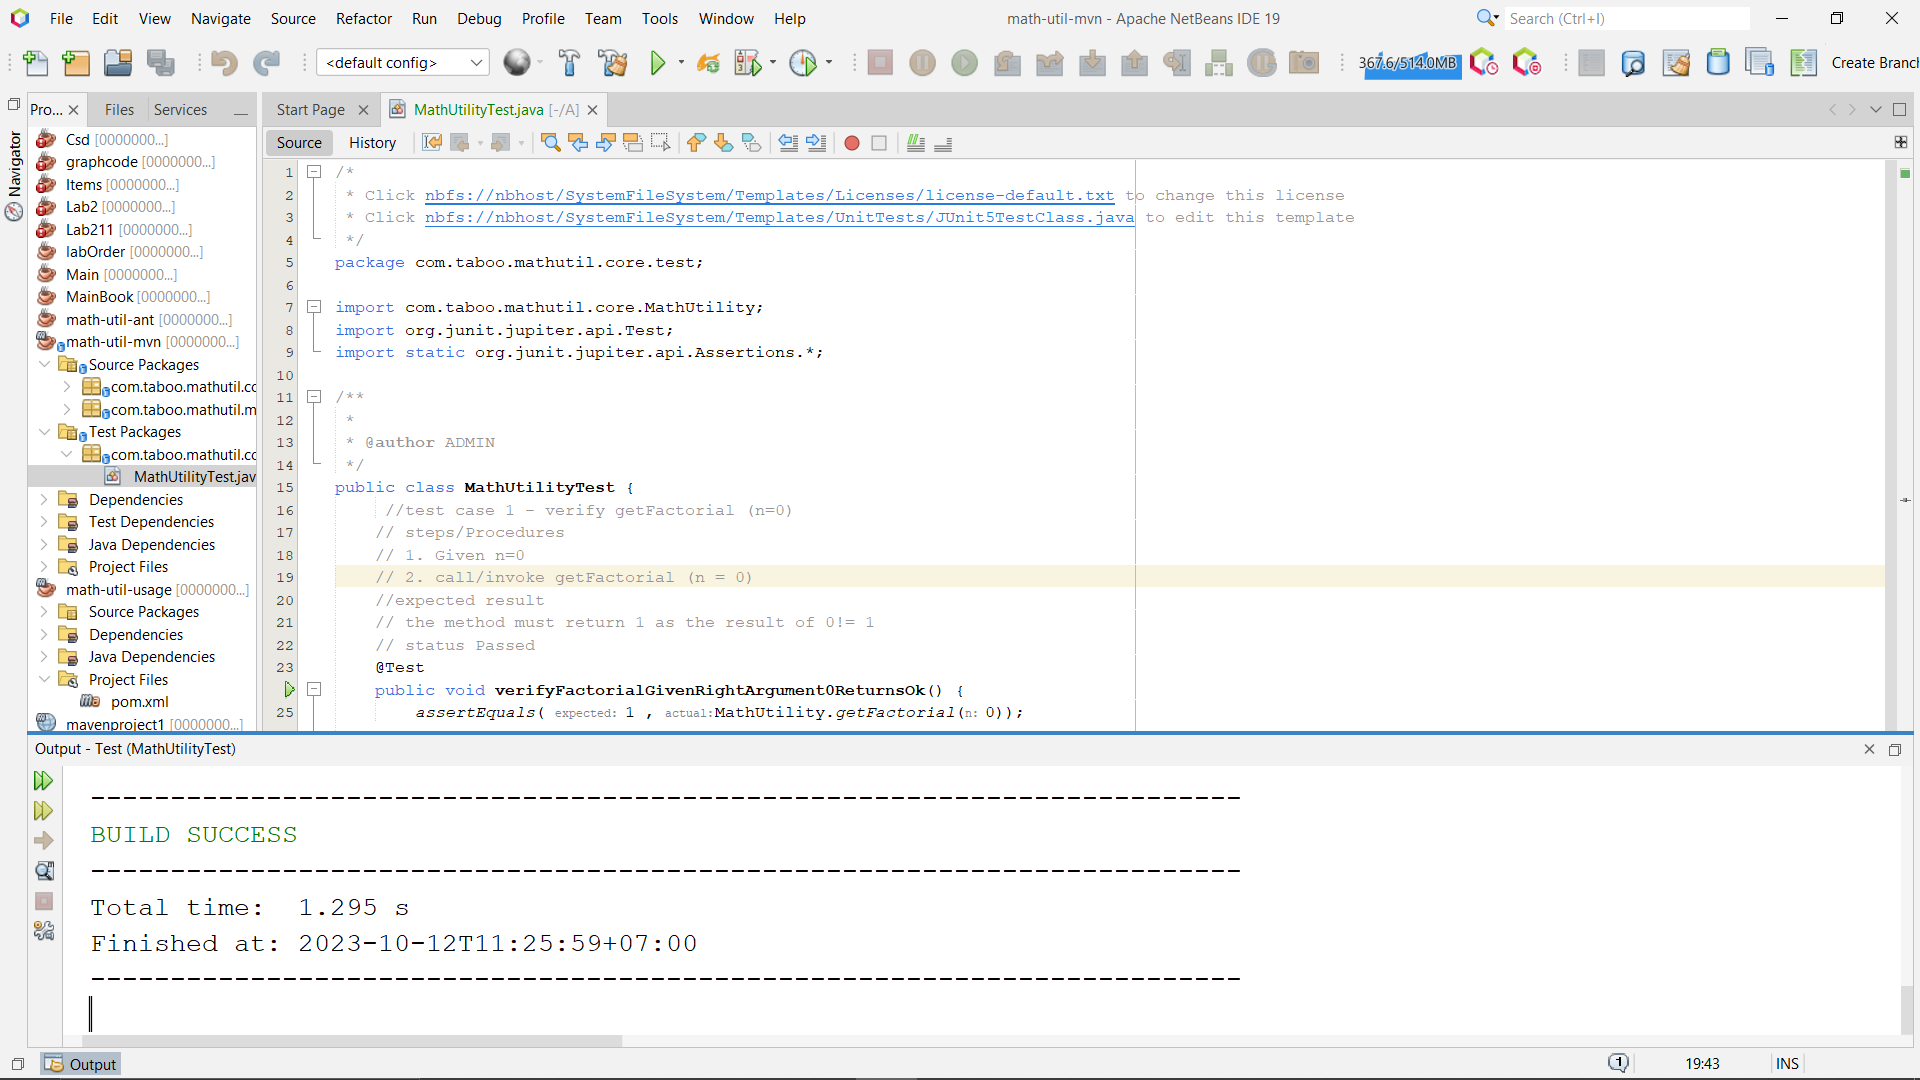 File Edit View Navigate Source Refactor Run Debug Profile Team Tools Window Help
math-util-mvn - Apache NetBeans IDE 19
Search (Ctrl+I)
<default config>
367.6/514.0MB
Create Branch
Pro... Files Services
Navigator
Csd [0000000...]
graphcode [0000000...]
Items [0000000...]
Lab2 [0000000...]
Lab211 [0000000...]
labOrder [0000000...]
Main [0000000...]
MainBook [0000000...]
math-util-ant [0000000...]
math-util-mvn [0000000...]
Source Packages
com.taboo.mathutil.co
com.taboo.mathutil.m
Test Packages
com.taboo.mathutil.co
MathUtilityTest.jav
Dependencies
Test Dependencies
Java Dependencies
Project Files
math-util-usage [0000000...]
Source Packages
Dependencies
Java Dependencies
Project Files
pom.xml
mavenproject1 [0000000...]
Start Page MathUtilityTest.java [-/A]
Source History
1 /*
2 * Click nbfs://nbhost/SystemFileSystem/Templates/Licenses/license-default.txt to change this license
3 * Click nbfs://nbhost/SystemFileSystem/Templates/UnitTests/JUnit5TestClass.java to edit this template
4 */
5 package com.taboo.mathutil.core.test;
6
7 import com.taboo.mathutil.core.MathUtility;
8 import org.junit.jupiter.api.Test;
9 import static org.junit.jupiter.api.Assertions.*;
10
11 /**
12 *
13 * @author ADMIN
14 */
15 public class MathUtilityTest {
16 //test case 1 - verify getFactorial (n=0)
17 // steps/Procedures
18 // 1. Given n=0
19 // 2. call/invoke getFactorial (n = 0)
20 //expected result
21 // the method must return 1 as the result of 0!= 1
22 // status Passed
23 @Test
public void verifyFactorialGivenRightArgument0ReturnsOk() {
25 assertEquals( expected: 1 , actual: MathUtility.getFactorial(n: 0));
Output - Test (MathUtilityTest)
------------------------------------------------------------------------
BUILD SUCCESS
------------------------------------------------------------------------
Total time:  1.295 s
Finished at: 2023-10-12T11:25:59+07:00
------------------------------------------------------------------------
Output
1
19:43
INS